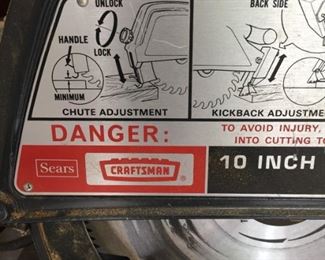 UNLOCK
BACK SIDE
HANDLE
LOCK
MINIMUM
CHUTE ADJUSTMENT
KICKBACK ADJUSTME
DANGER:
TO AVOID INJURY,
INTO CUTTING TO
Sears
CRAFTSMAN
10 INCH